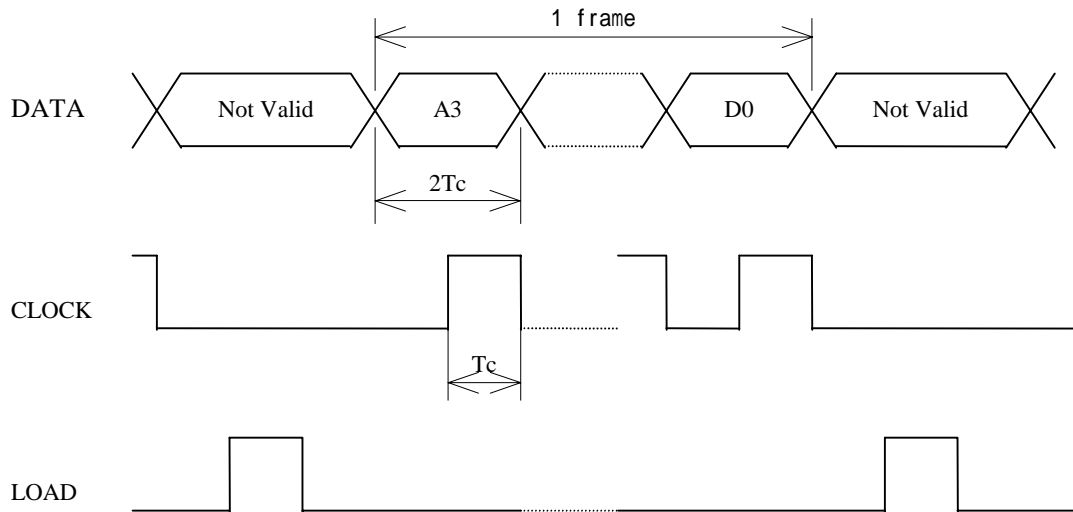 1 frame
DATA Not Valid A3 D0 Not Valid
2Tc
CLOCK
Tc
LOAD